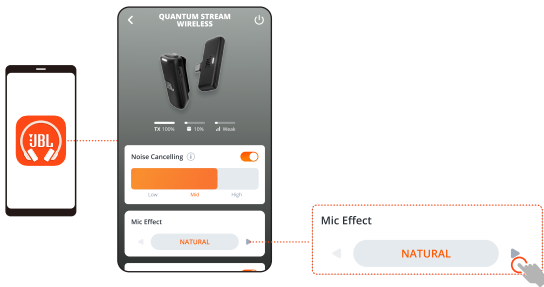 JBL
QUANTUM STREAM
WIRELESS
TX 100% 10% Weak
Noise Cancelling
Low Mid High
Mic Effect
NATURAL
Mic Effect
NATURAL